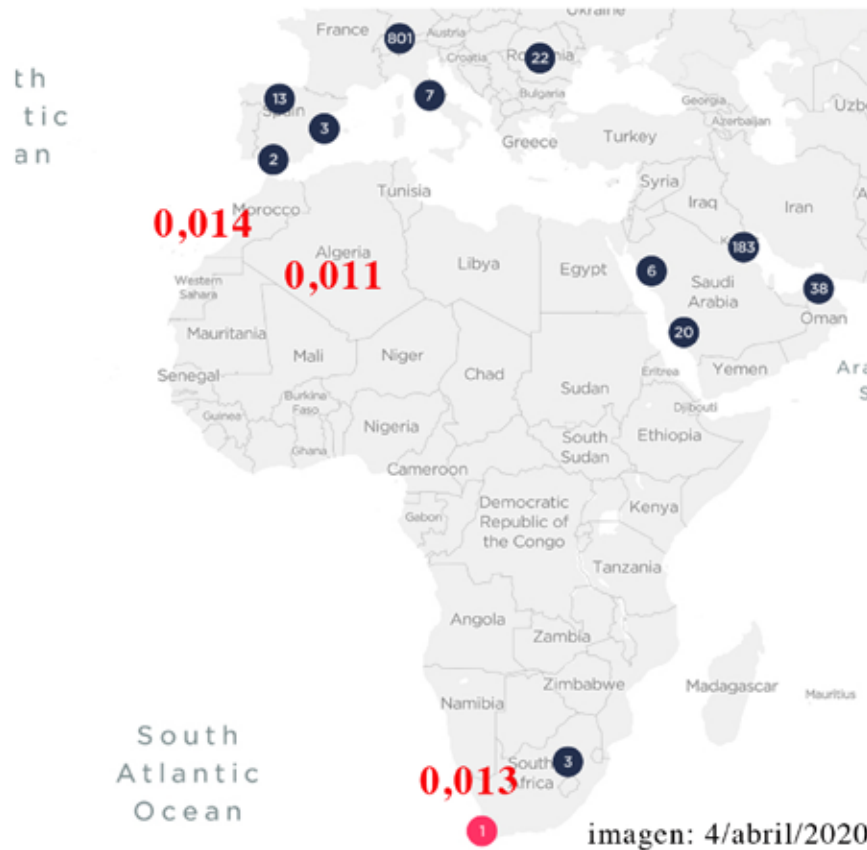 Ukraine
France
801
Austria
Croatia
22
Bulgaria
Georgia
Azerbaijan
th
tic
an
13
Spain
7
3
2
Greece
Turkey
Syria
Iraq
Iran
Tunisia
Morocco
0,014
Algeria
0,011
Libya
Egypt
183
6
Saudi
Arabia
38
20
Oman
Western
Sahara
Mauritania
Mali
Niger
Chad
Sudan
Eritrea
Yemen
Ara
S
Senegal
Burkina
Faso
Djibouti
Guinea
Nigeria
Ghana
South
Sudan
Ethiopia
Cameroon
Gabon
Democratic
Republic of
the Congo
Kenya
Tanzania
Angola
Zambia
Zimbabwe
Madagascar
Mauritius
Namibia
South
Atlantic
Ocean
South
Africa
3
0,013
1
imagen: 4/abril/2020